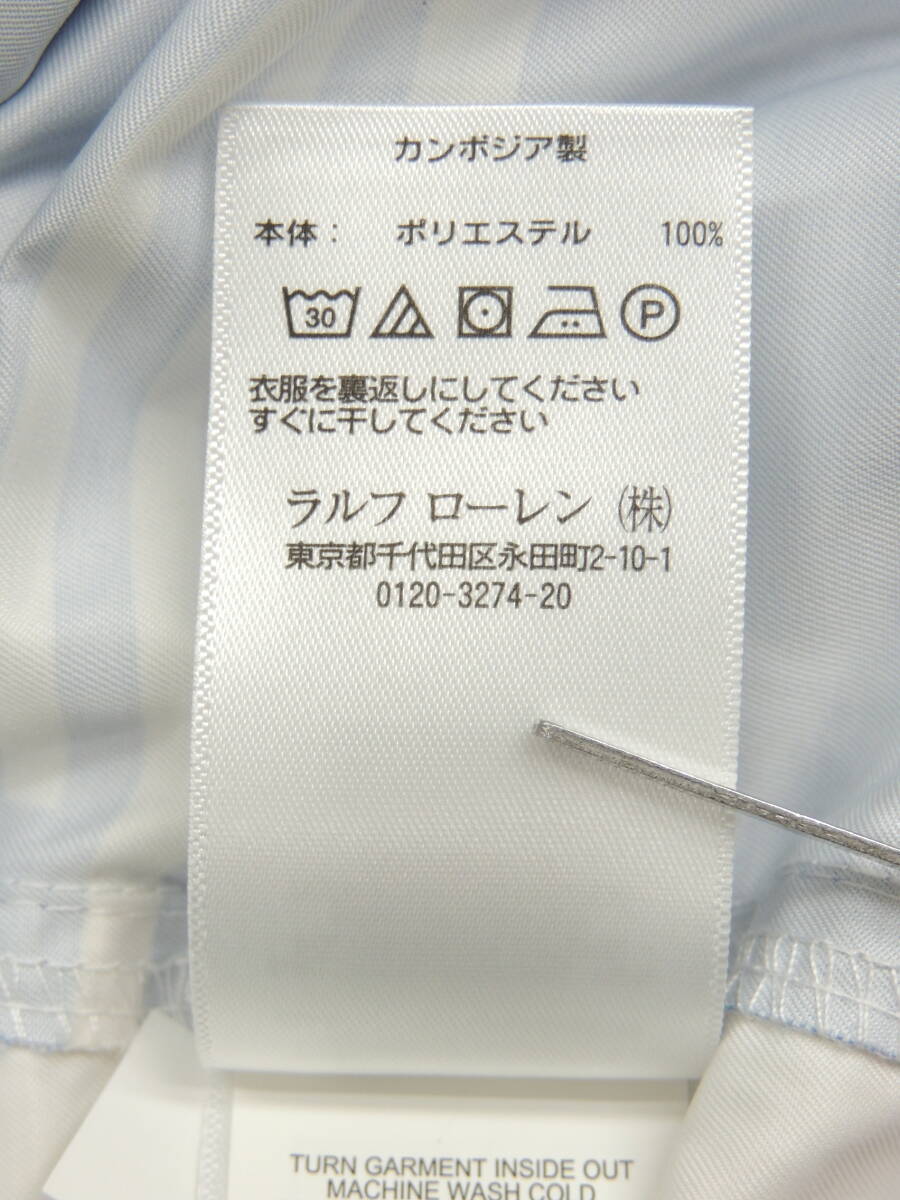 カンボジア製
本体： ポリエステル 100%
30 P
衣服を裏返しにしてください
すぐに干してください
ラルフ ローレン（株）
東京都千代田区永田町2-10-1
0120-3274-20
TURN GARMENT INSIDE OUT
MACHINE WASH COLD